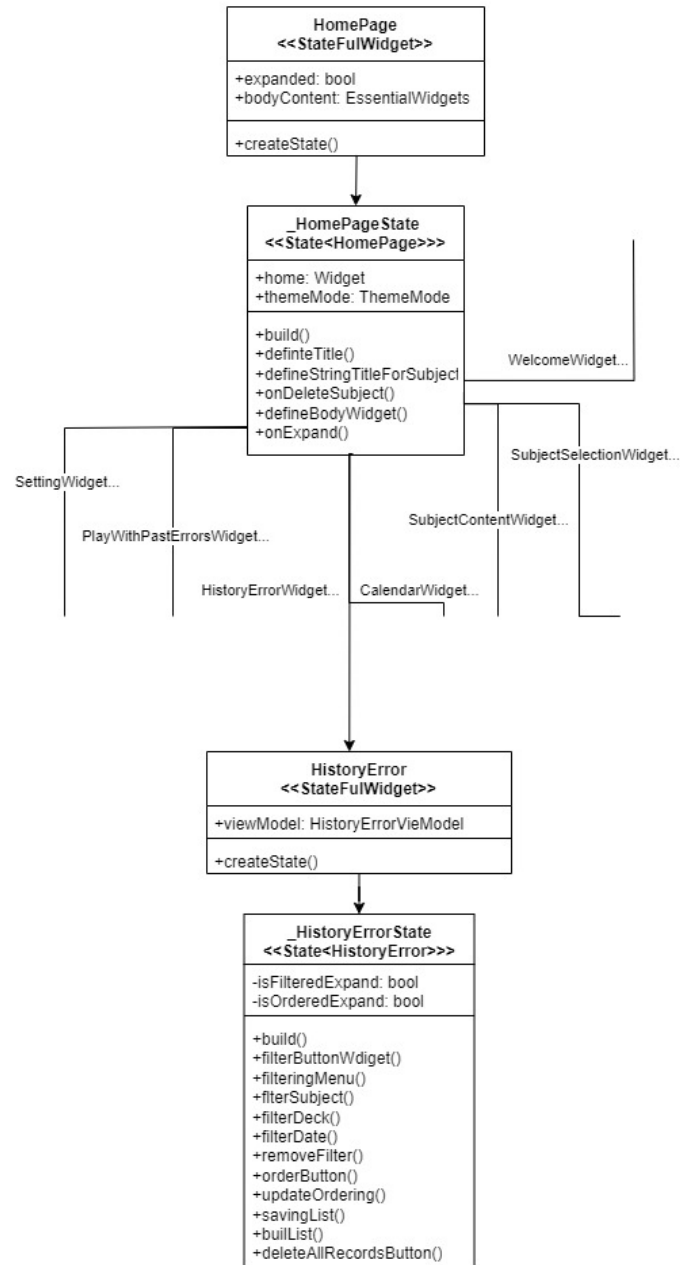 HomePage
<<StateFulWidget>>
+expanded: bool
+bodyContent: EssentialWidgets
+createState()
_HomePageState
<<State<HomePage>>>
+home: Widget
+themeMode: ThemeMode
+build()
+definteTitle()
+defineStringTitleForSubject
+onDeleteSubject()
+defineBodyWidget()
+onExpand()
WelcomeWidget...
SubjectSelectionWidget...
SettingWidget...
SubjectContentWidget...
PlayWithPastErrorsWidget...
HistoryErrorWidget...
CalendarWidget...
HistoryError
<<StateFulWidget>>
+viewModel: HistoryErrorVieModel
+createState()
_HistoryErrorState
<<State<HistoryError>>>
-isFilteredExpand: bool
-isOrderedExpand: bool
+build()
+filterButtonWdiget()
+filteringMenu()
+flterSubject()
+filterDeck()
+filterDate()
+removeFilter()
+orderButton()
+updateOrdering()
+savingList()
+builList()
+deleteAllRecordsButton()